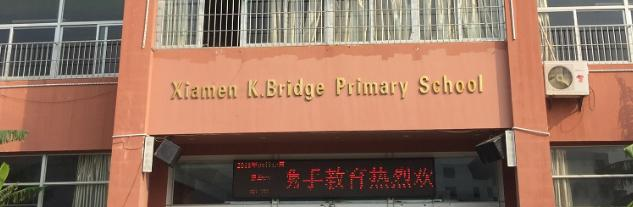 Xiamen K.Bridge Primary School
手教育热烈欢